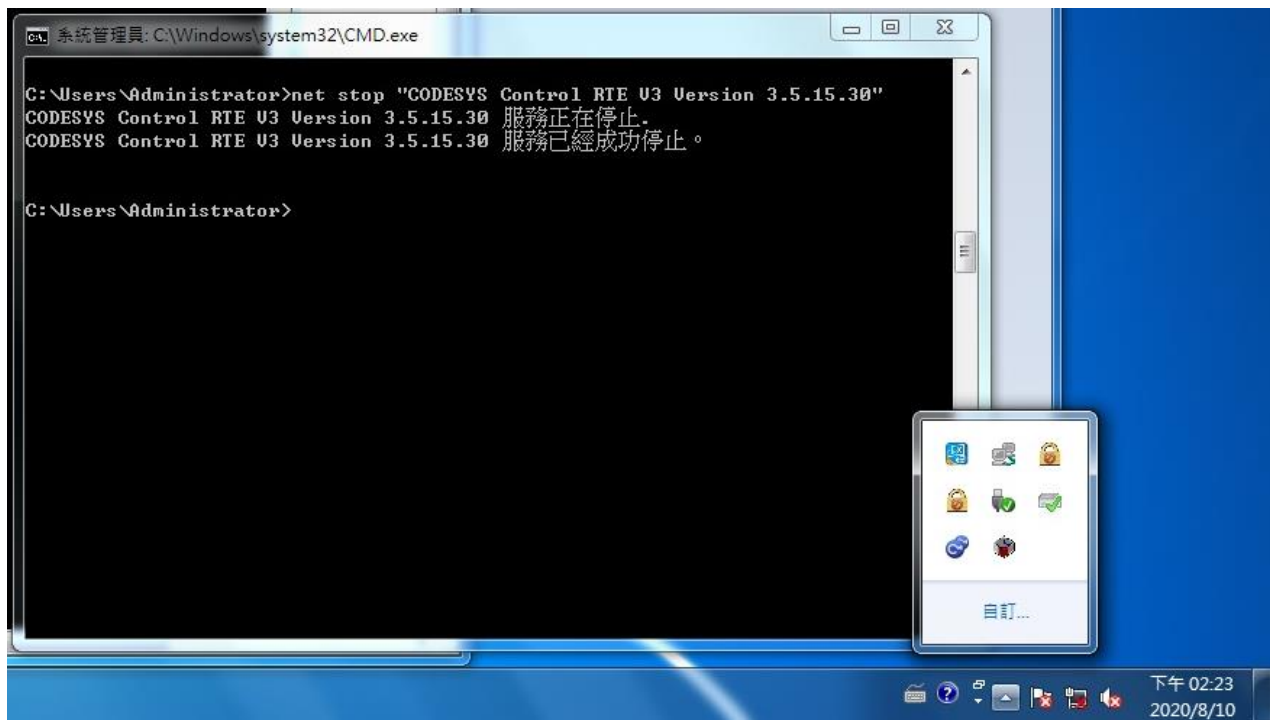 系統管理員: C:\Windows\system32\CMD.exe
C:\Users\Administrator>net stop "CODESYS Control RTE V3 Version 3.5.15.30"
CODESYS Control RTE V3 Version 3.5.15.30 服務正在停止.
CODESYS Control RTE V3 Version 3.5.15.30 服務已經成功停止。
C:\Users\Administrator>
自訂...
下午 02:23
2020/8/10